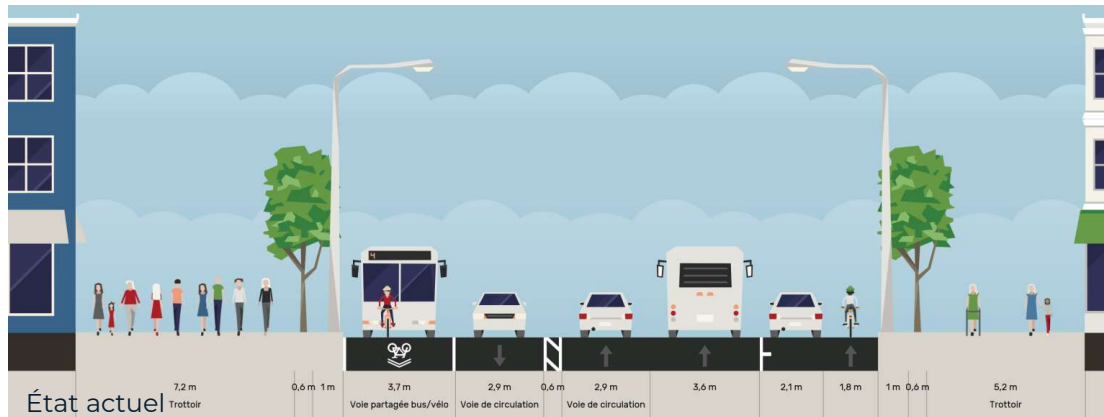 4
7,2 m 0,6 m 1 m 3,7 m 2,9 m 0,6 m 2,9 m 3,6 m 2,1 m 1,8 m 1 m 0,6 m 5,2 m
État actuel Trottoir Voie partagée bus/vélo Voie de circulation Voie de circulation Trottoir